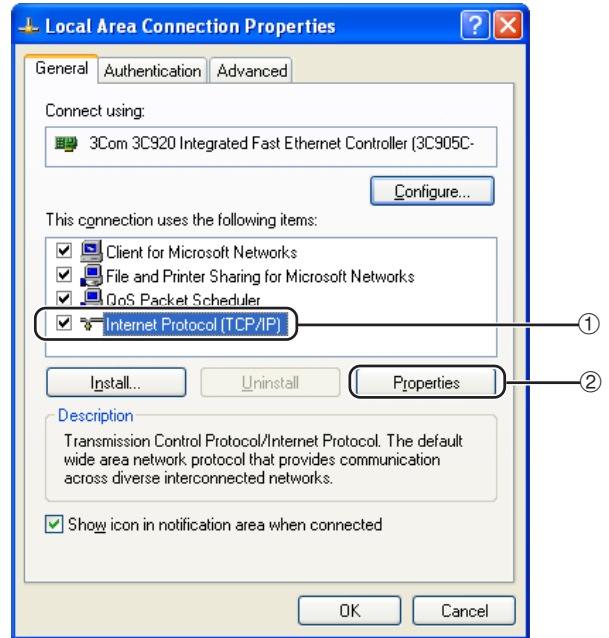 Local Area Connection Properties
General Authentication Advanced
Connect using:
3Com 3C920 Integrated Fast Ethernet Controller (3C905C-
Configure...
This connection uses the following items:
Client for Microsoft Networks
File and Printer Sharing for Microsoft Networks
QoS Packet Scheduler
Internet Protocol (TCP/IP)
①
Install... Uninstall Properties
②
Description
Transmission Control Protocol/Internet Protocol. The default
wide area network protocol that provides communication
across diverse interconnected networks.
Show icon in notification area when connected
OK Cancel